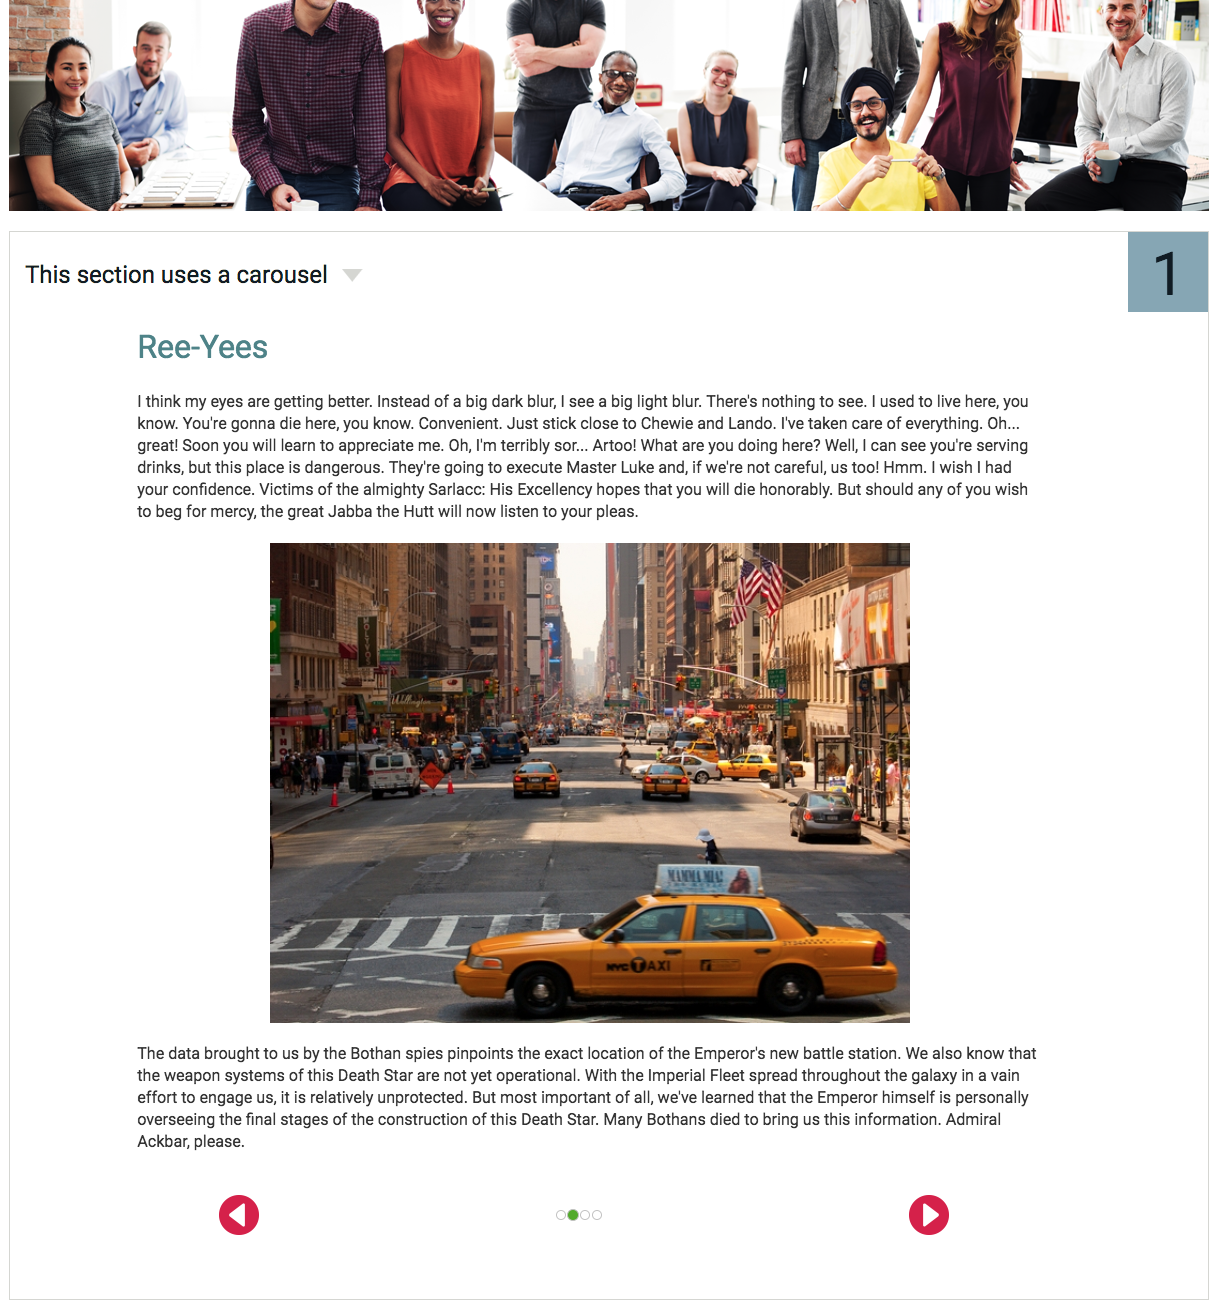 This section uses a carousel
1
Ree-Yees
I think my eyes are getting better. Instead of a big dark blur, I see a big light blur. There's nothing to see. I used to live here, you
know. You're gonna die here, you know. Convenient. Just stick close to Chewie and Lando. I've taken care of everything. Oh...
great! Soon you will learn to appreciate me. Oh, I'm terribly sor... Artoo! What are you doing here? Well, I can see you're serving
drinks, but this place is dangerous. They're going to execute Master Luke and, if we're not careful, us too! Hmm. I wish I had
your confidence. Victims of the almighty Sarlacc: His Excellency hopes that you will die honorably. But should any of you wish
to beg for mercy, the great Jabba the Hutt will now listen to your pleas.
TDK
PARK CEN
MAMMA MIA!
NYC TAXI
The data brought to us by the Bothan spies pinpoints the exact location of the Emperor's new battle station. We also know that
the weapon systems of this Death Star are not yet operational. With the Imperial Fleet spread throughout the galaxy in a vain
effort to engage us, it is relatively unprotected. But most important of all, we've learned that the Emperor himself is personally
overseeing the final stages of the construction of this Death Star. Many Bothans died to bring us this information. Admiral
Ackbar, please.